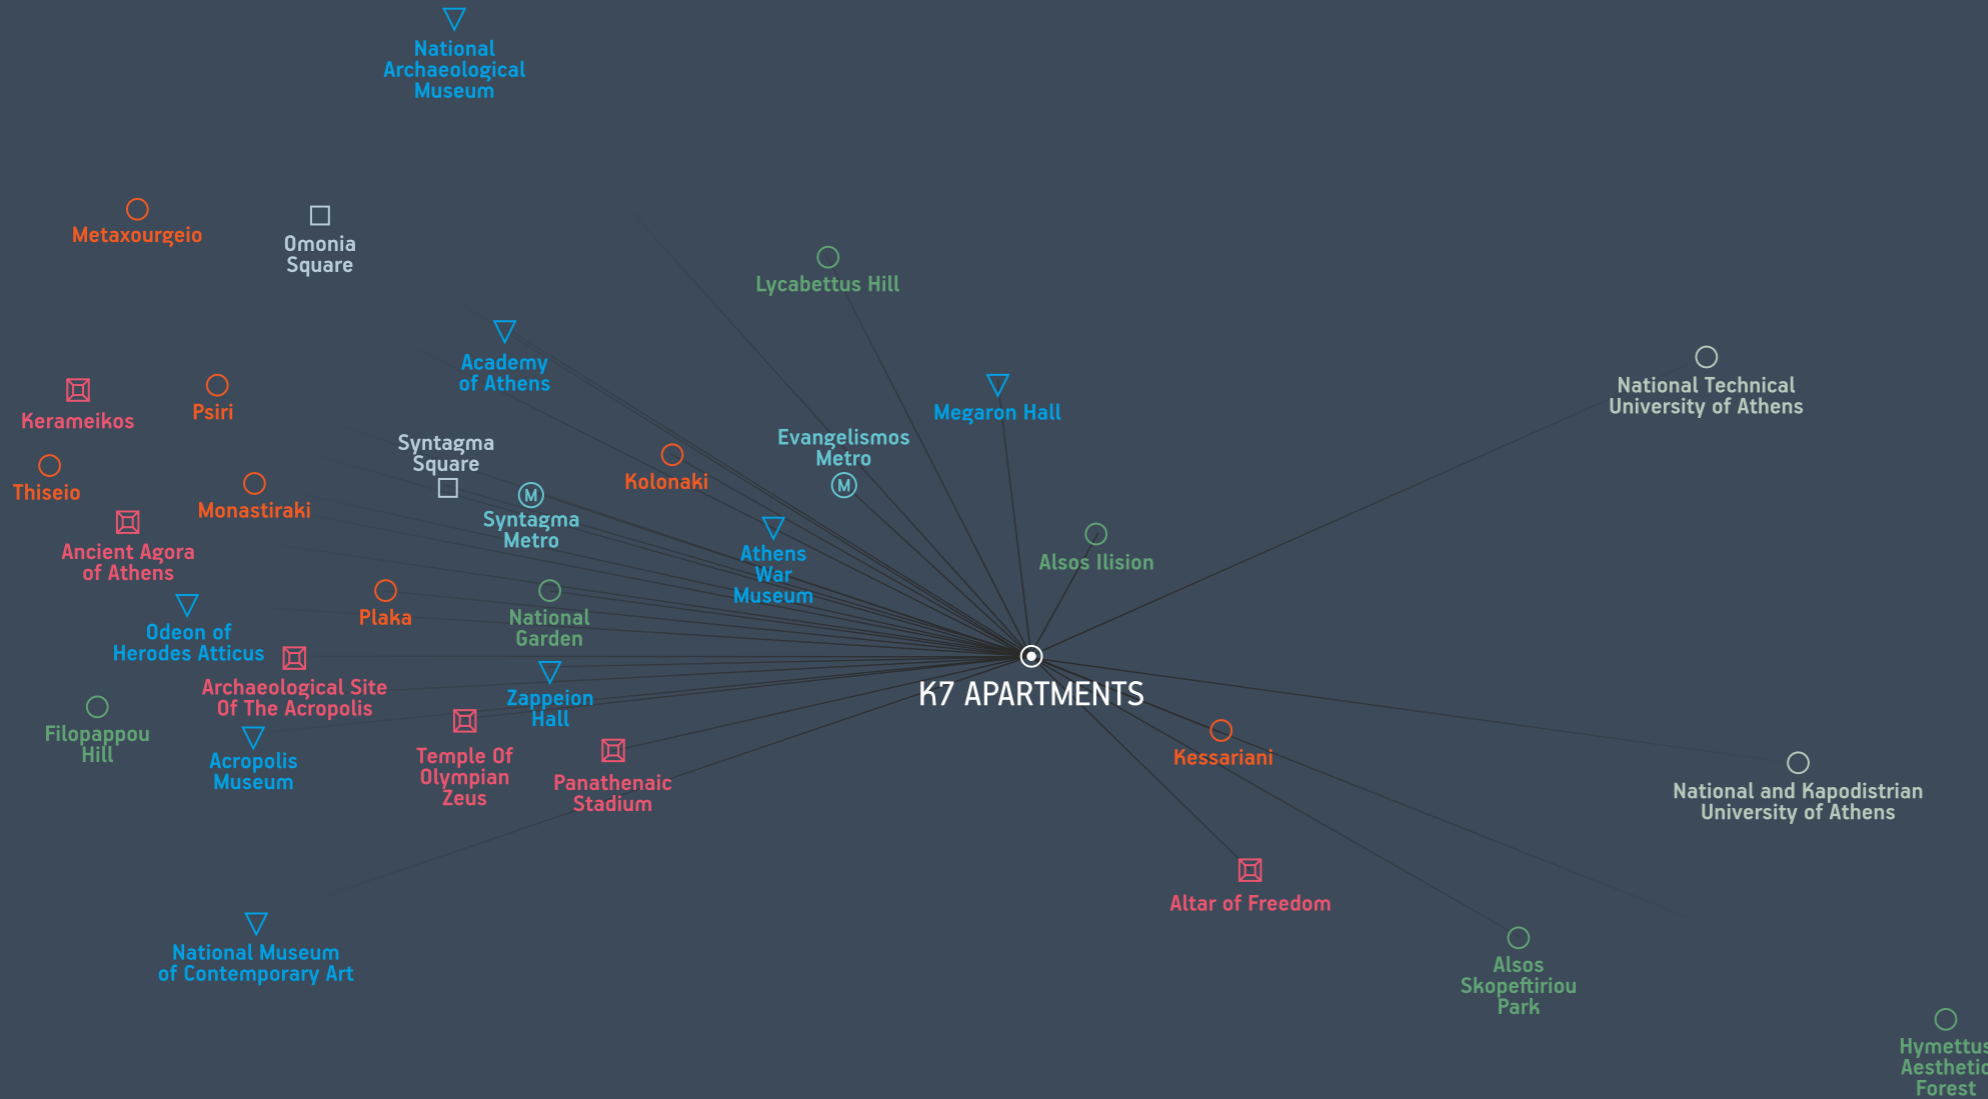 National
Archaeological
Museum
Metaxourgeio
Omonia
Square
Lycabettus Hill
Academy
of Athens
National Technical
University of Athens
Kerameikos
Psiri
Megaron Hall
Syntagma
Square
Evangelismos
Metro
M
Kolonaki
Thiseio
Monastiraki
M
Syntagma
Metro
Ancient Agora
of Athens
Athens
War
Museum
Alsos Ilision
Plaka
National
Garden
Odeon of
Herodes Atticus
Archaeological Site
Of The Acropolis
Zappeion
Hall
K7 APARTMENTS
Filopappou
Hill
Acropolis
Museum
Temple Of
Olympian
Zeus
Panathenaic
Stadium
Kessariani
National and Kapodistrian
University of Athens
Altar of Freedom
National Museum
of Contemporary Art
Alsos
Skopeftiriou
Park
Hymettus
Aesthetic
Forest